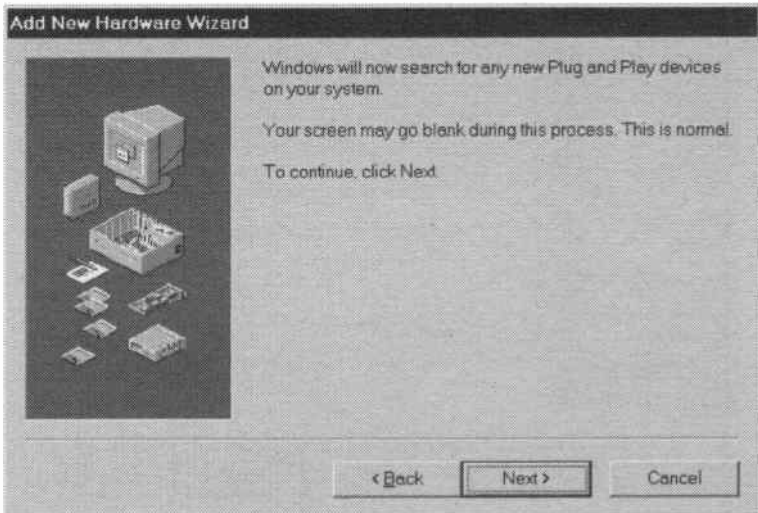 Add New Hardware Wizard
Windows will now search for any new Plug and Play devices
on your system.
Your screen may go blank during this process. This is normal.
To continue, click Next.
< Back
Next >
Cancel